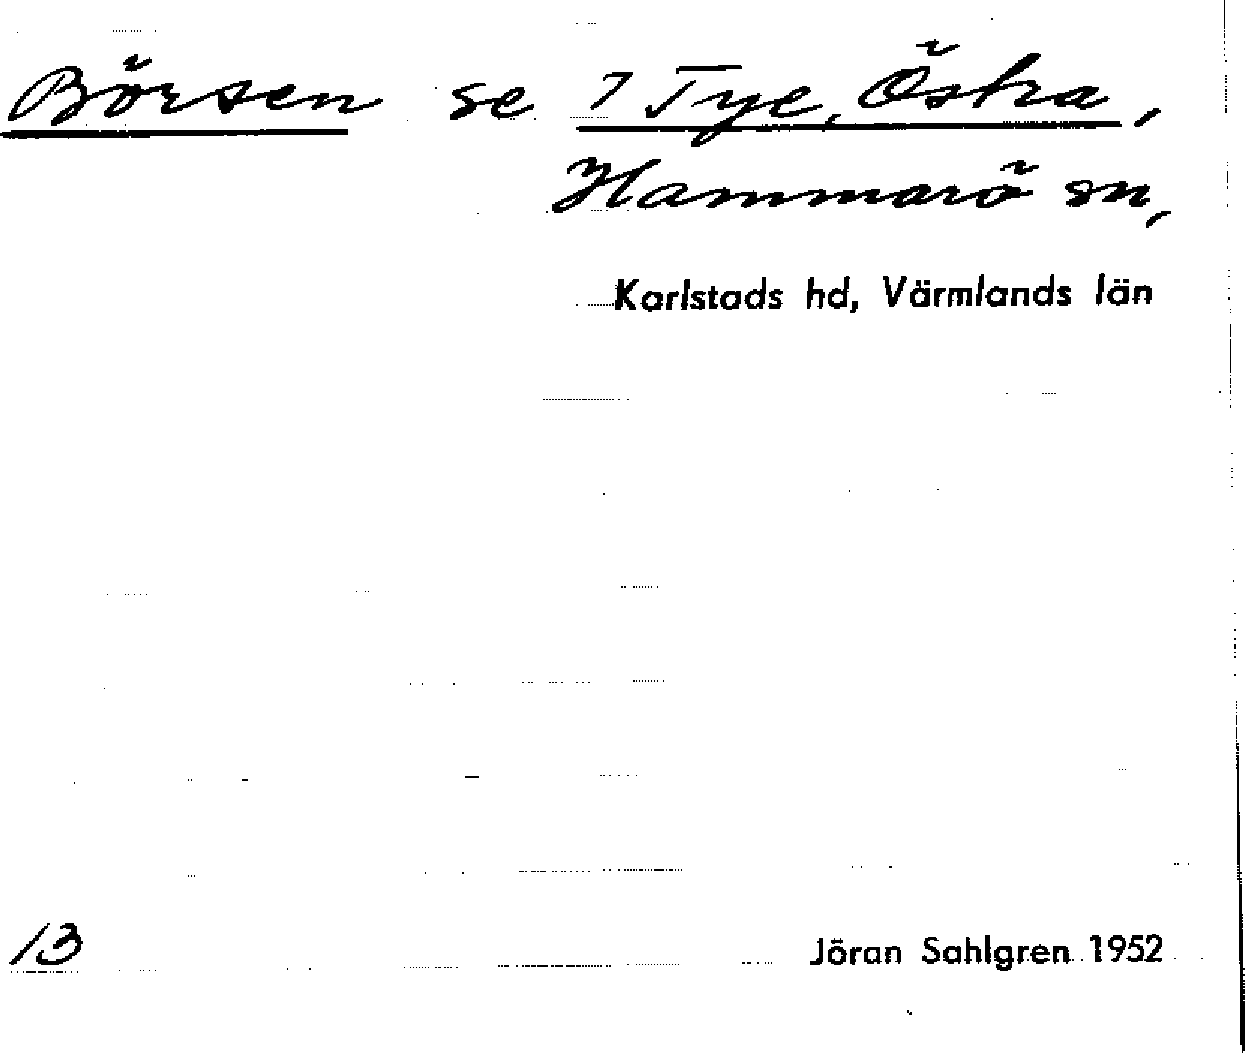 Börsen se 7 Tye, Östra,
Hammarö sn,
Karlstads hd, Värmlands län
13 Jöran Sahlgren 1952